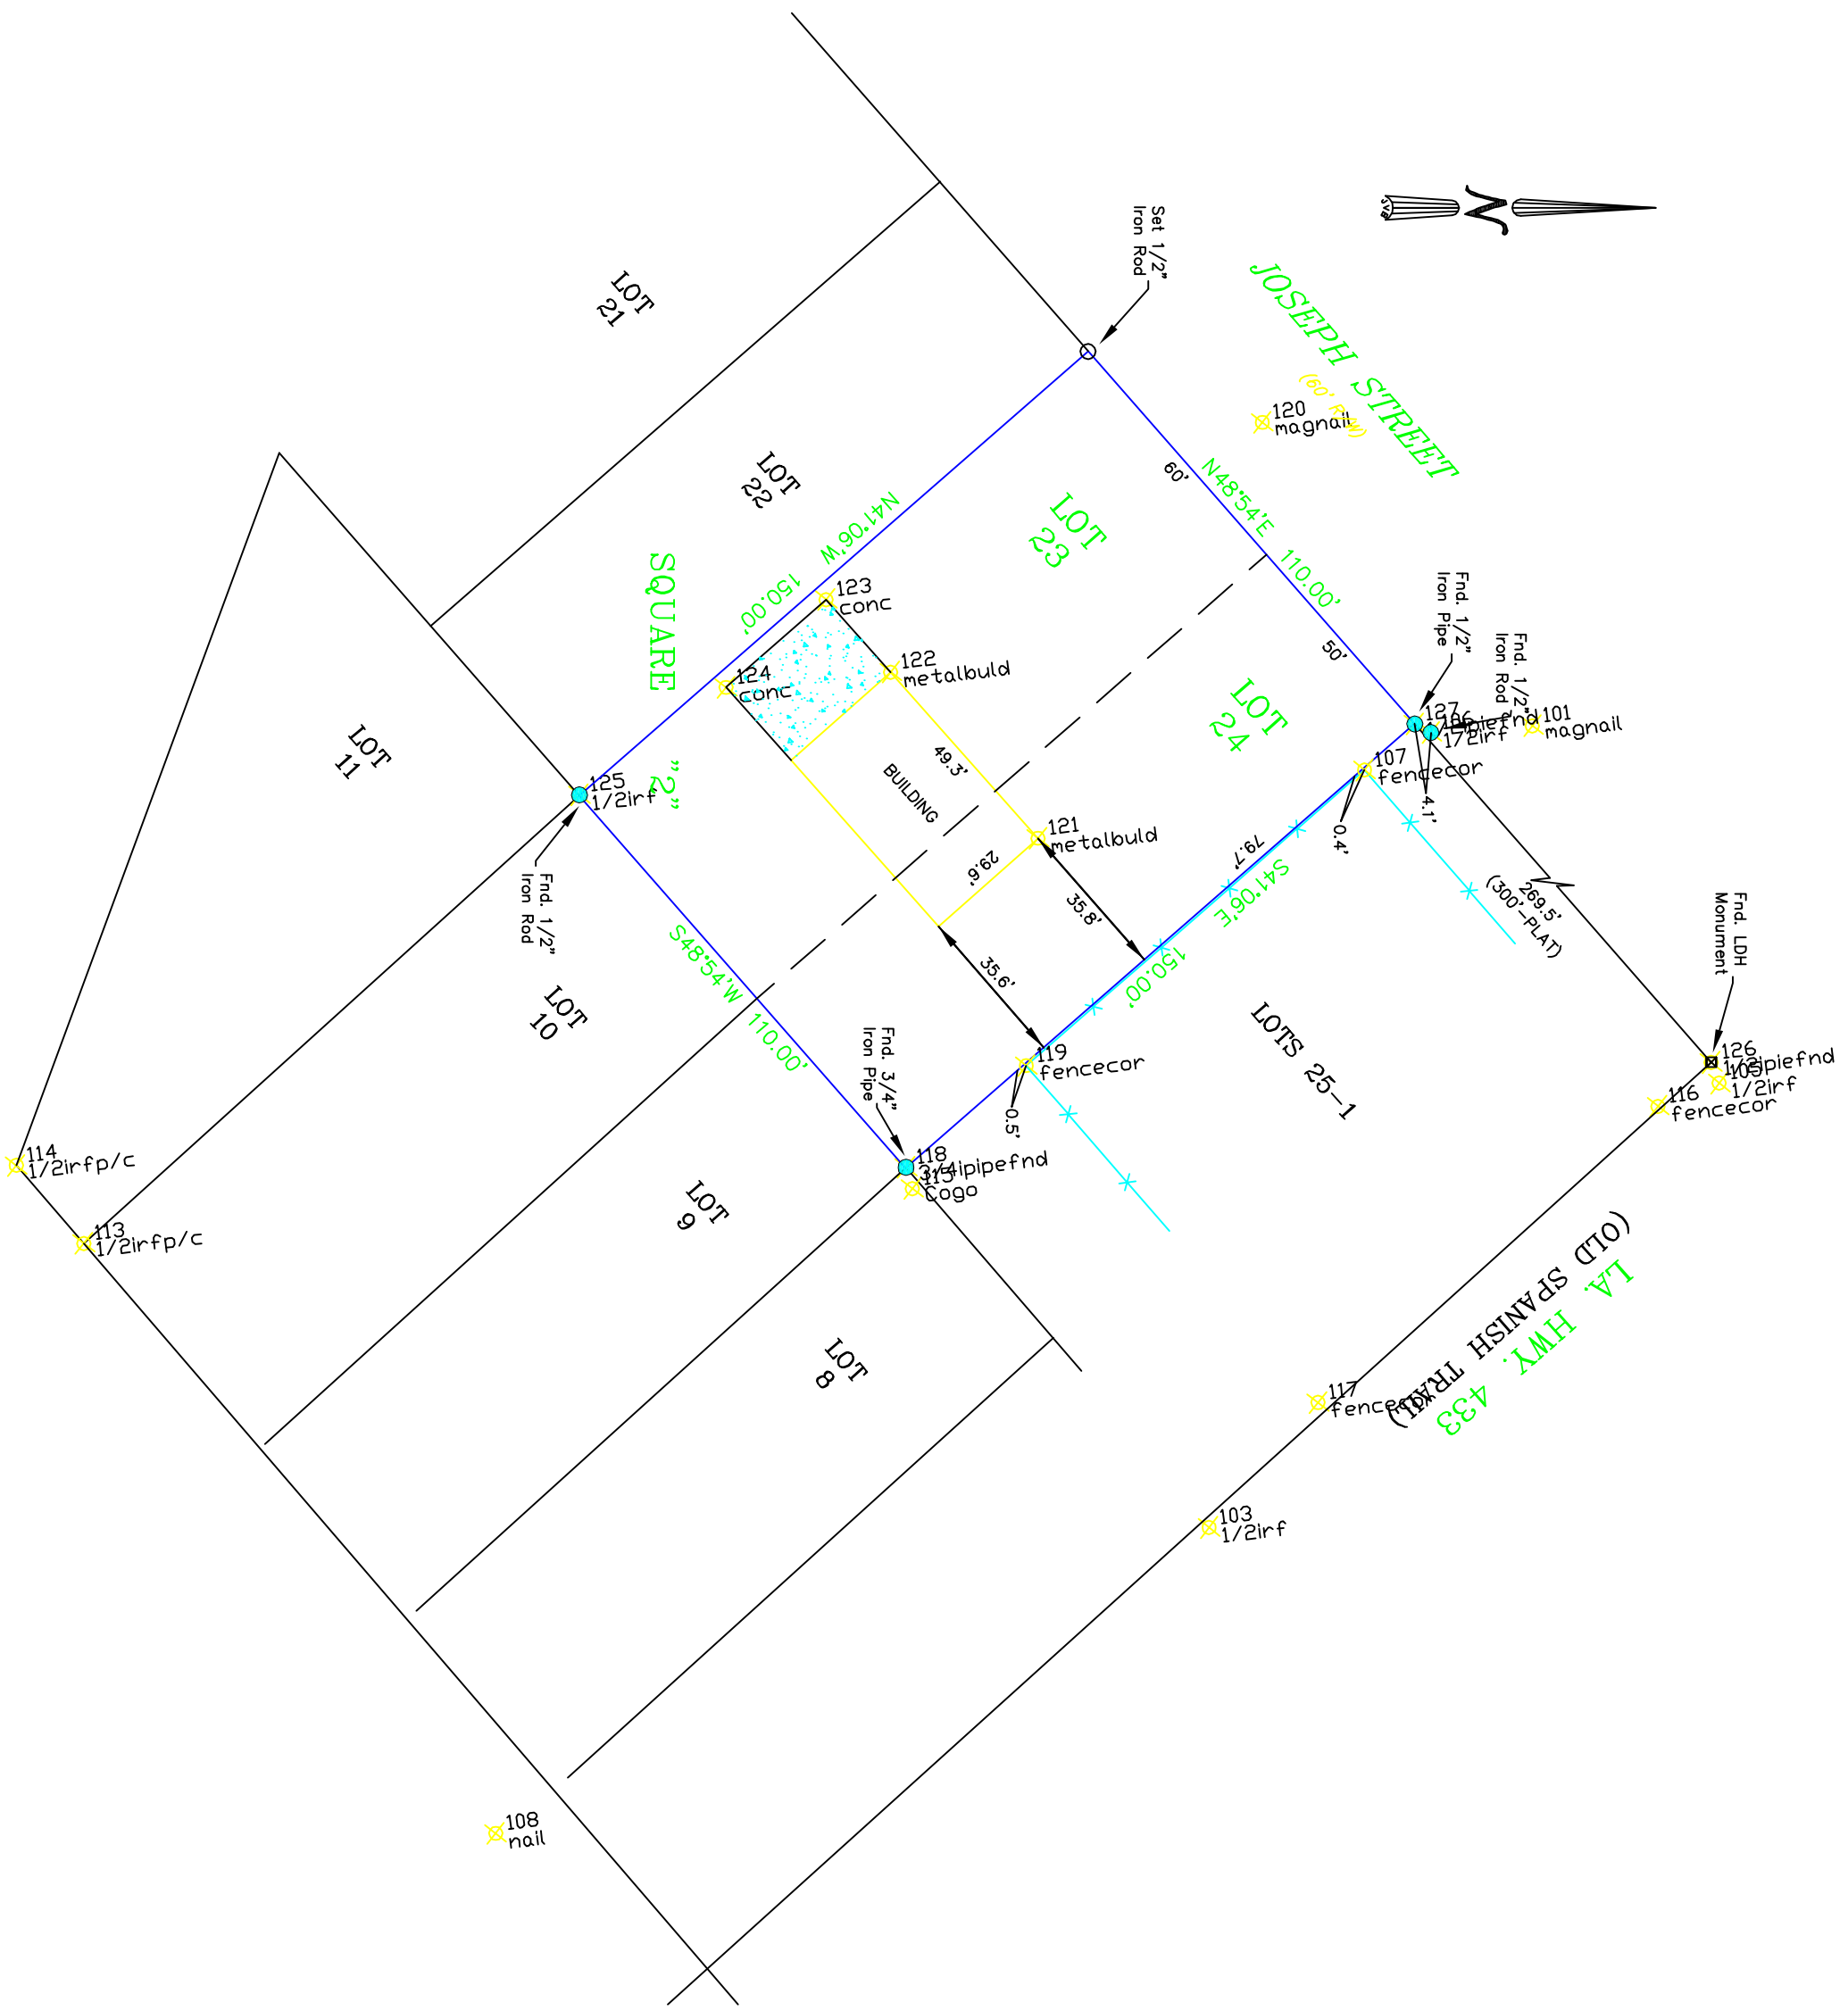 JVB
N
Set 1/2"
Iron Rod
JOSEPH STREET
(60' R/W)
120
magnail
LOT
21
LOT
22
LOT
23
LOT
24
60'
N48°54'E 110.00'
50'
Fnd. 1/2"
Iron Pipe
Fnd. 1/2"
Iron Rod
127
106
1/2irf
101
magnail
107
fencecor
4.1'
0.4'
N41°06'W 150.00'
SQUARE "2"
123
conc
124
conc
122
metalbuld
49.3'
BUILDING
121
metalbuld
29.6'
35.8'
35.6'
79.7'
S41°06'E
150.00'
269.5'
(300'-PLAT)
Fnd. LDH
Monument
126
1/2ipiefnd
105
1/2irf
116
fencecor
LOT
11
125
1/2irf
Fnd. 1/2"
Iron Rod
S48°54'W 110.00'
LOT
10
LOTS 25-1
Fnd. 3/4"
Iron Pipe
119
fencecor
0.5'
118
3/4ipipefnd
115
Cogo
114
1/2irfp/c
113
1/2irfp/c
LOT
9
LOT
8
(OLD SPANISH TRAIL)
LA. HWY. 433
117
fencecor
103
1/2irf
108
nail